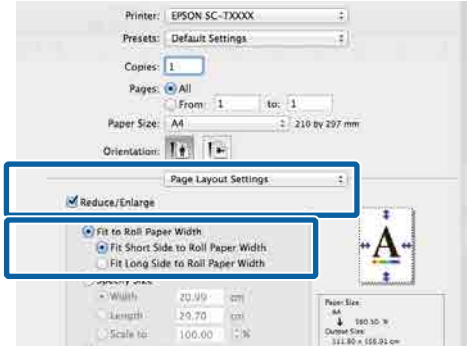 Printer: EPSON SC-TXXXX
Presets: Default Settings
Copies: 1
Pages: All
From: 1 to: 1
Paper Size: A4 210 by 297 mm
Orientation:
Page Layout Settings
Reduce/Enlarge
Fit to Roll Paper Width
Fit Short Side to Roll Paper Width
Fit Long Side to Roll Paper Width
Specify Size
Width 20.99 cm
Length 29.70 cm
Scale to 100.00 %
A
Paper Size:
A4
Output Size: